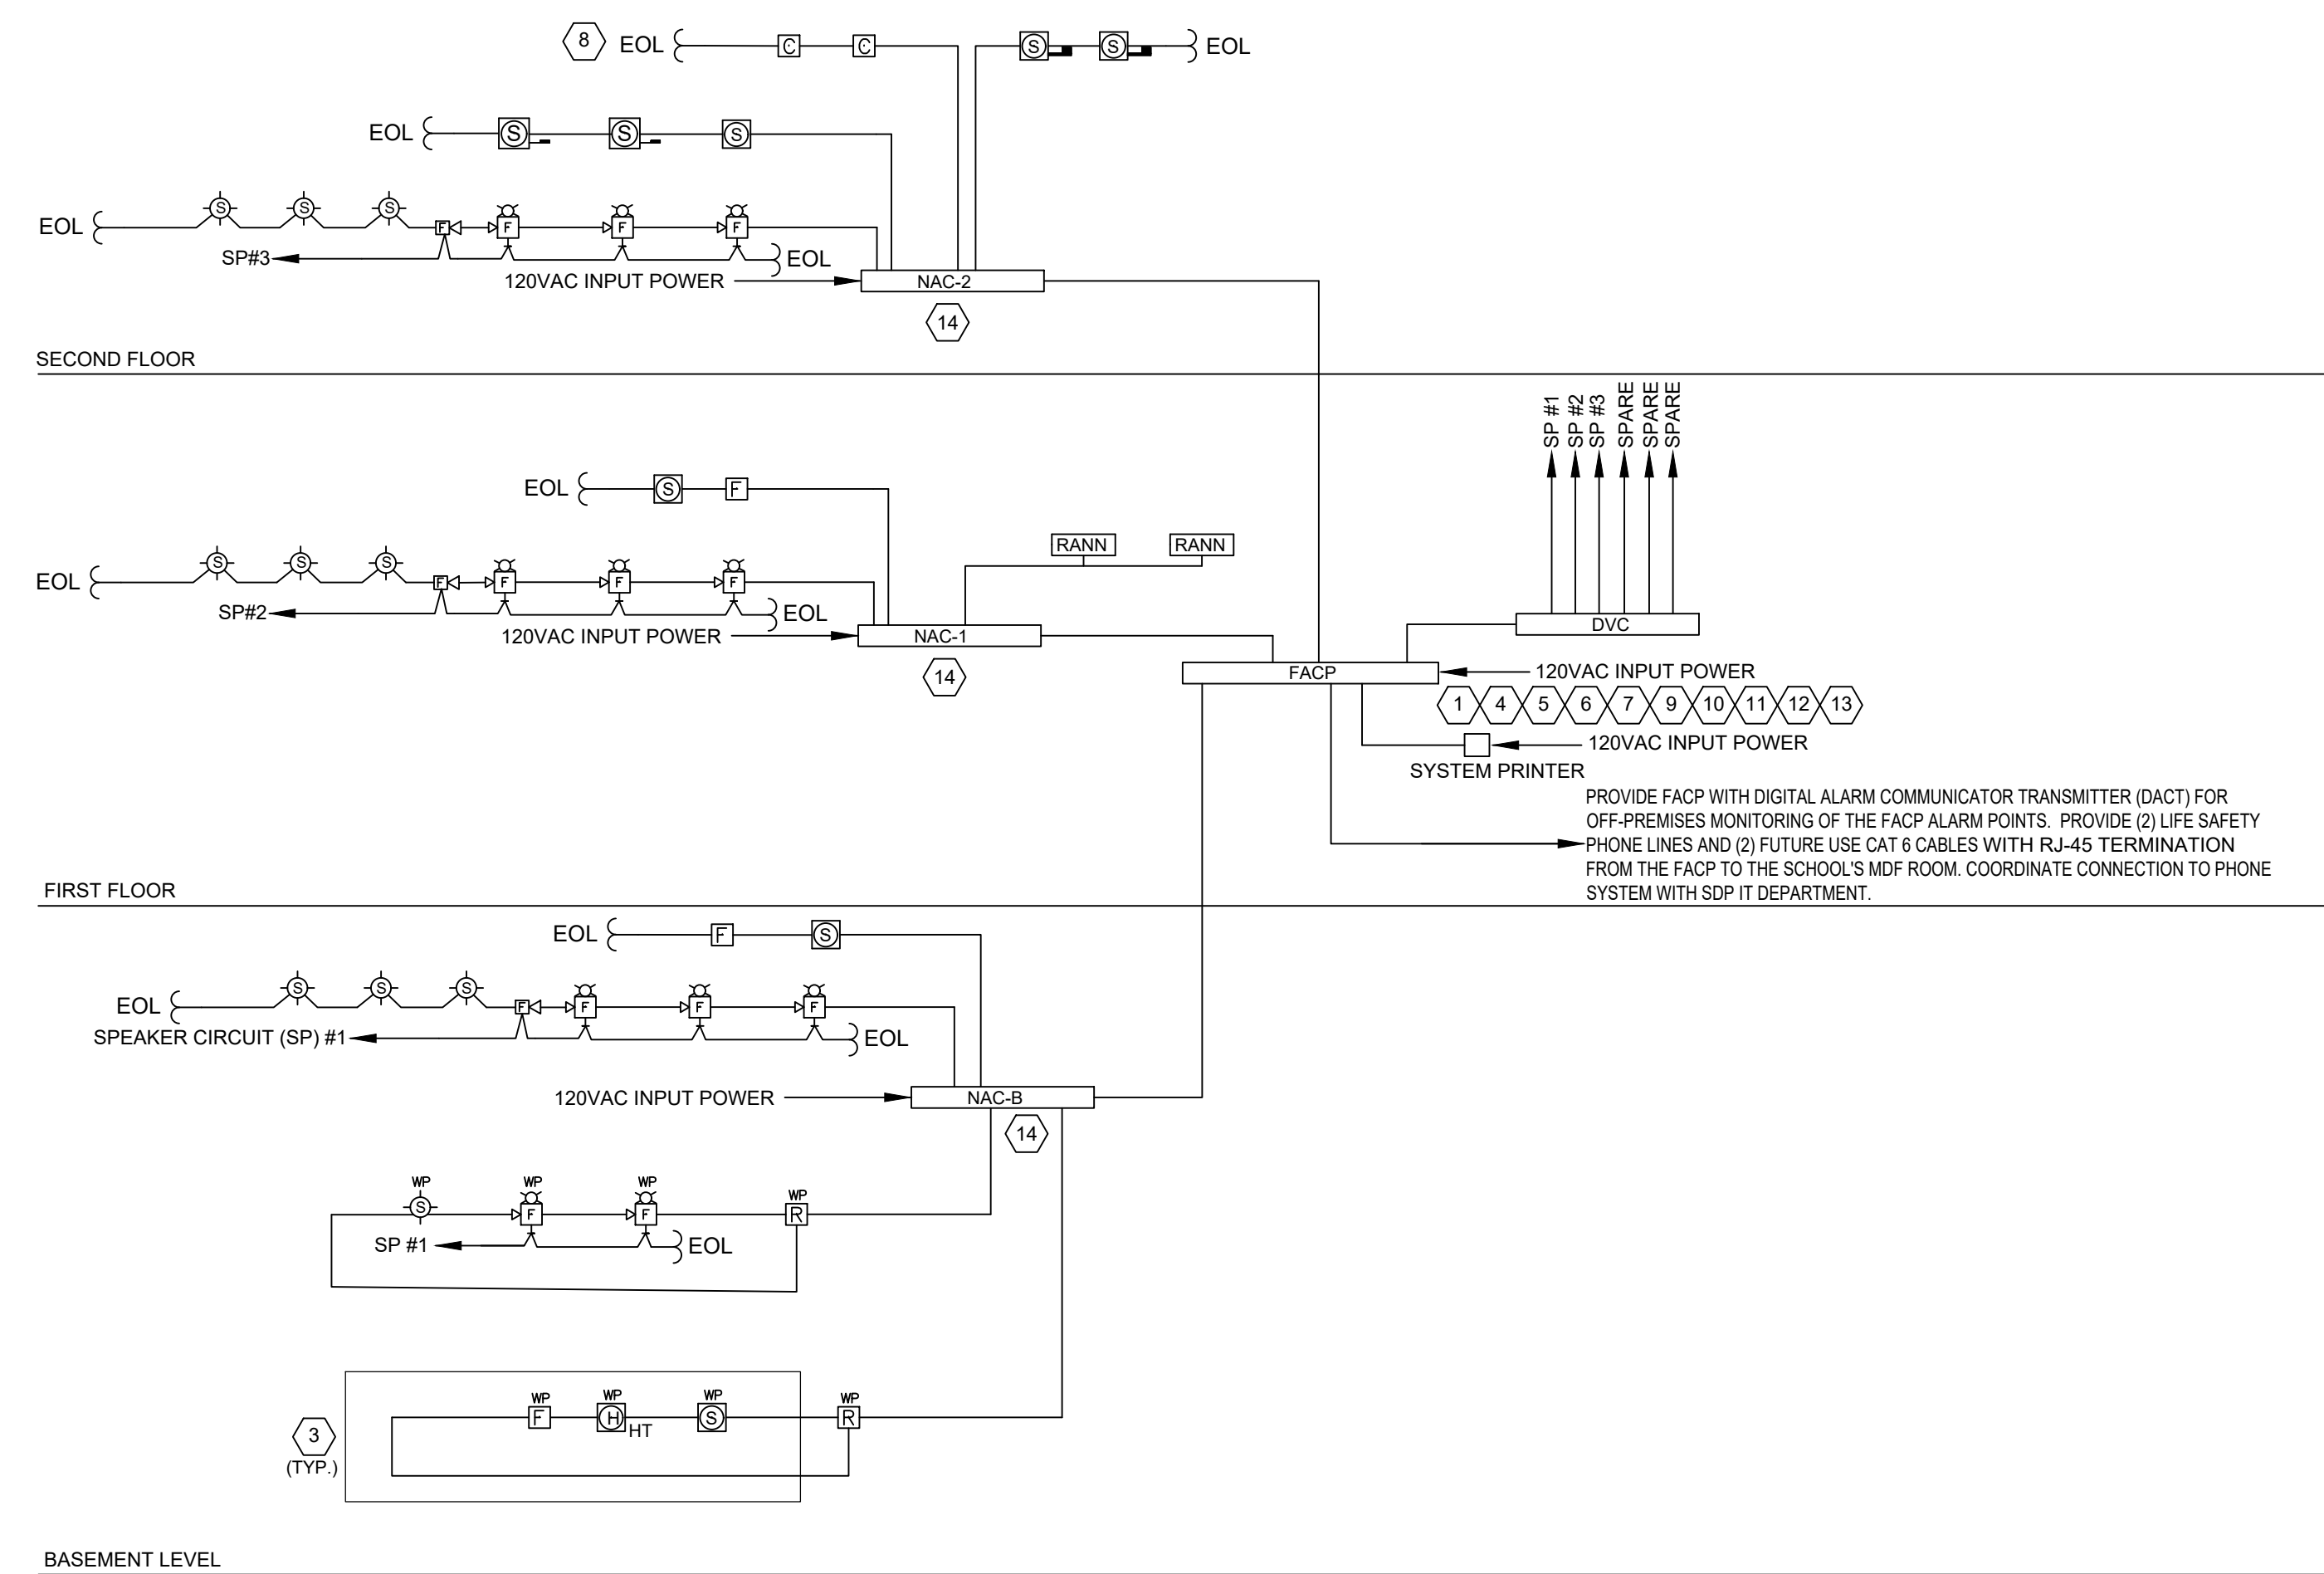 8 EOL C C S S EOL
EOL S S S
EOL S S S F F F F
SP#3 EOL
120VAC INPUT POWER NAC-2
14
SECOND FLOOR
SP #1
SP #2
SP #3
SPARE
SPARE
SPARE
EOL S F
RANN RANN
EOL S S S F F F F
SP#2 EOL
120VAC INPUT POWER NAC-1
14
DVC
FACP 120VAC INPUT POWER
1 4 5 6 7 9 10 11 12 13
120VAC INPUT POWER
SYSTEM PRINTER
PROVIDE FACP WITH DIGITAL ALARM COMMUNICATOR TRANSMITTER (DACT) FOR
OFF-PREMISES MONITORING OF THE FACP ALARM POINTS. PROVIDE (2) LIFE SAFETY
PHONE LINES AND (2) FUTURE USE CAT 6 CABLES WITH RJ-45 TERMINATION
FROM THE FACP TO THE SCHOOL'S MDF ROOM. COORDINATE CONNECTION TO PHONE
SYSTEM WITH SDP IT DEPARTMENT.
FIRST FLOOR
EOL F S
EOL S S S F F F F
SPEAKER CIRCUIT (SP) #1 EOL
120VAC INPUT POWER NAC-B
14
WP WP WP WP
S F F R
SP #1 EOL
WP WP WP WP
F H HT S R
3
(TYP.)
BASEMENT LEVEL